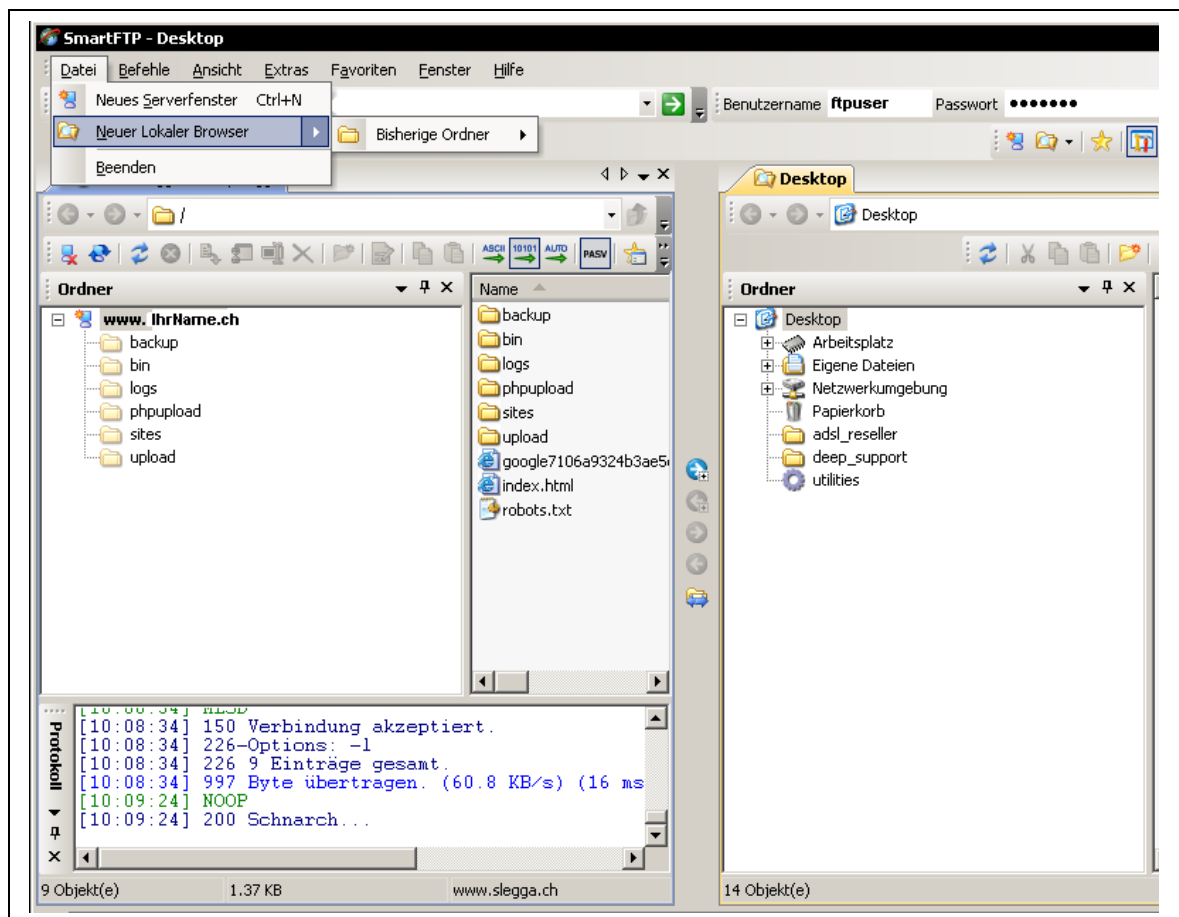 SmartFTP - Desktop
Datei Befehle Ansicht Extras Favoriten Fenster Hilfe
Neues Serverfenster Ctrl+N
Benutzername ftpuser Passwort •••••••
Neuer Lokaler Browser
Bisherige Ordner
Beenden
Desktop
/
Desktop
ASCII 10101 AUTO PASV
Ordner
Name
www. IhrName.ch
backup
bin
logs
phpupload
sites
upload
backup
bin
logs
phpupload
sites
upload
google7106a9324b3ae5
index.html
robots.txt
Ordner
Desktop
Arbeitsplatz
Eigene Dateien
Netzwerkumgebung
Papierkorb
adsl_reseller
deep_support
utilities
Protokoll
[10:08:34] MLSD
[10:08:34] 150 Verbindung akzeptiert.
[10:08:34] 226-Options: -l
[10:08:34] 226 9 Einträge gesamt.
[10:08:34] 997 Byte übertragen. (60.8 KB/s) (16 ms
[10:09:24] NOOP
[10:09:24] 200 Schnarch...
9 Objekt(e) 1.37 KB www.slegga.ch
14 Objekt(e)